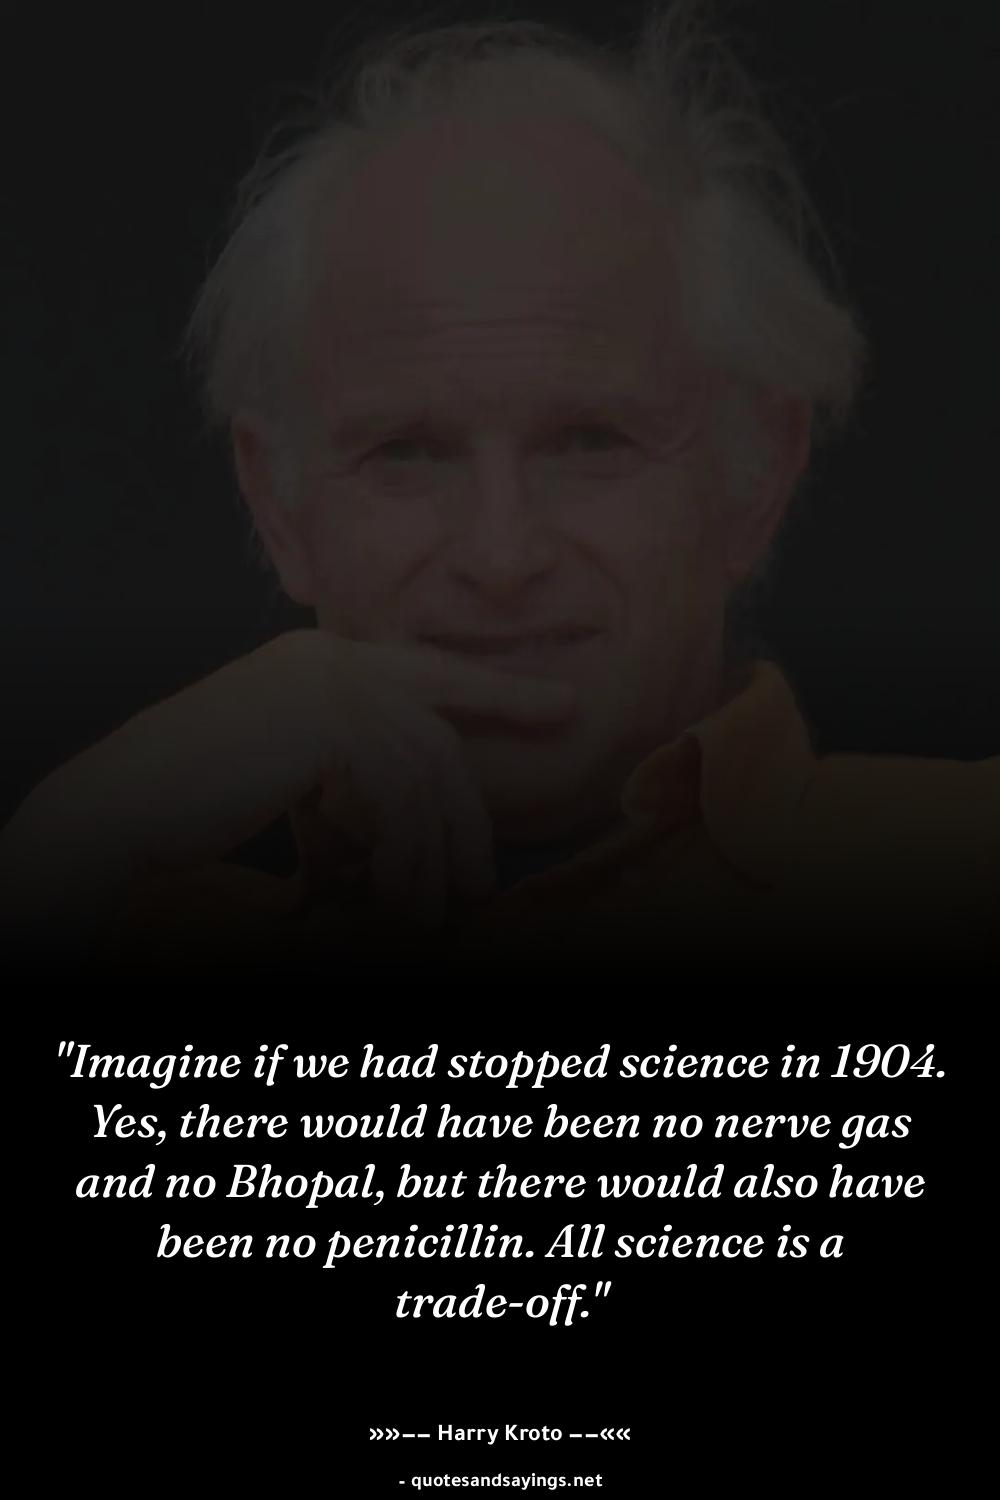 "Imagine if we had stopped science in 1904.
Yes, there would have been no nerve gas
and no Bhopal, but there would also have
been no penicillin. All science is a
trade-off."
»»–– Harry Kroto ––««
- quotesandsayings.net